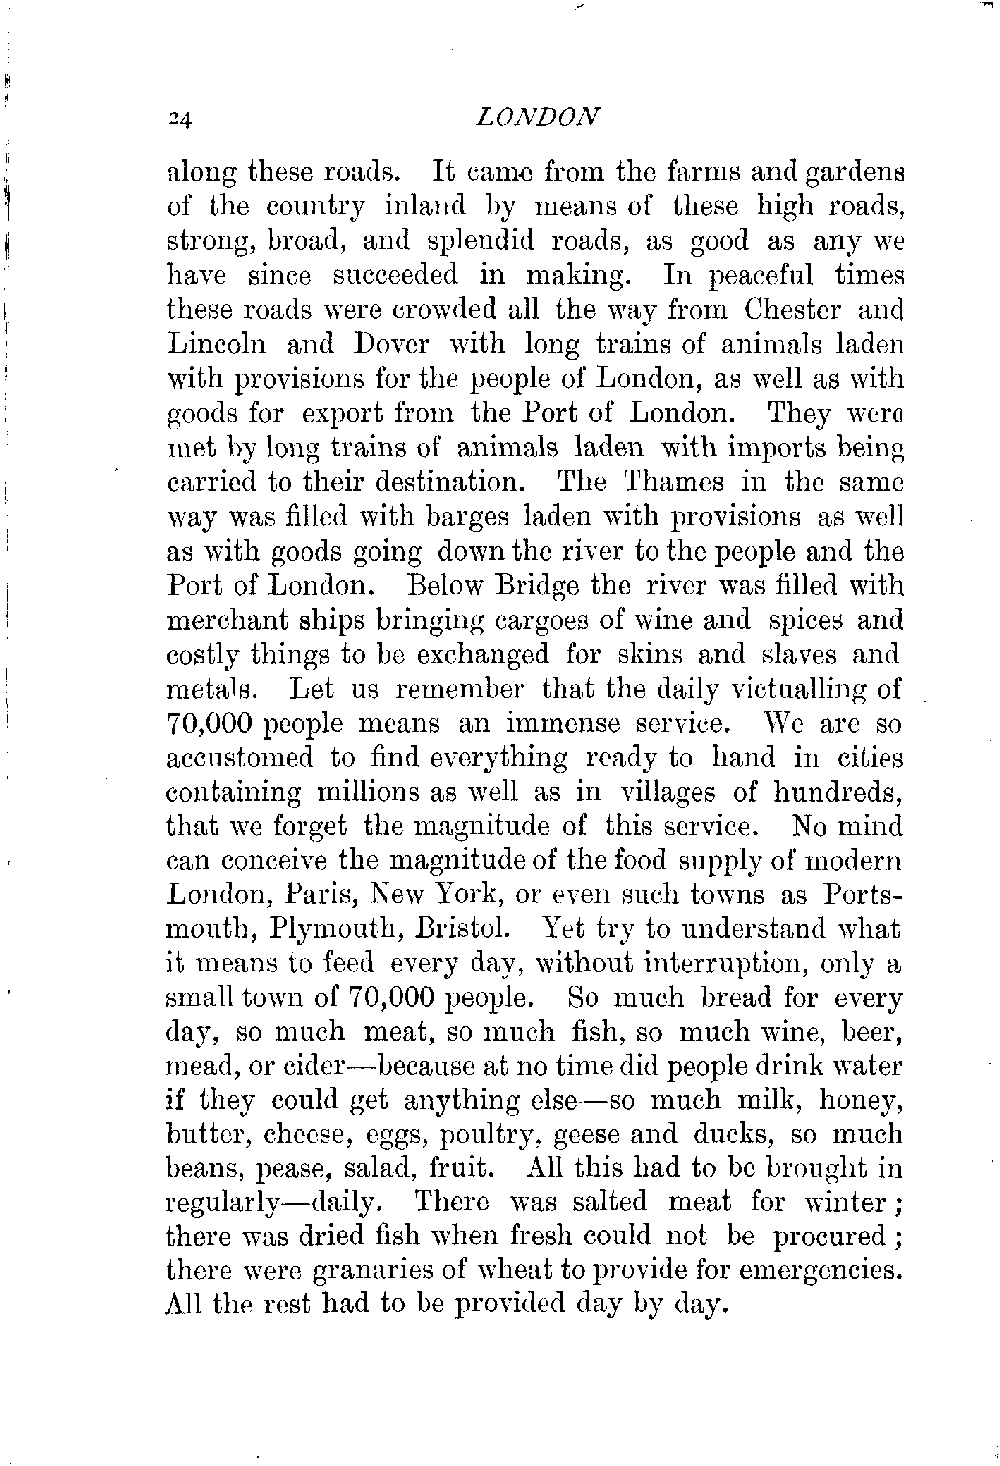 24 LONDON
along these roads. It came from the farms and gardens
of the country inland by means of these high roads,
strong, broad, and splendid roads, as good as any we
have since succeeded in making. In peaceful times
these roads were crowded all the way from Chester and
Lincoln and Dover with long trains of animals laden
with provisions for the people of London, as well as with
goods for export from the Port of London. They were
met by long trains of animals laden with imports being
carried to their destination. The Thames in the same
way was filled with barges laden with provisions as well
as with goods going down the river to the people and the
Port of London. Below Bridge the river was filled with
merchant ships bringing cargoes of wine and spices and
costly things to be exchanged for skins and slaves and
metals. Let us remember that the daily victualling of
70,000 people means an immense service. We are so
accustomed to find everything ready to hand in cities
containing millions as well as in villages of hundreds,
that we forget the magnitude of this service. No mind
can conceive the magnitude of the food supply of modern
London, Paris, New York, or even such towns as Ports-
mouth, Plymouth, Bristol. Yet try to understand what
it means to feed every day, without interruption, only a
small town of 70,000 people. So much bread for every
day, so much meat, so much fish, so much wine, beer,
mead, or cider—because at no time did people drink water
if they could get anything else—so much milk, honey,
butter, cheese, eggs, poultry, geese and ducks, so much
beans, pease, salad, fruit. All this had to be brought in
regularly—daily. There was salted meat for winter;
there was dried fish when fresh could not be procured;
there were granaries of wheat to provide for emergencies.
All the rest had to be provided day by day.